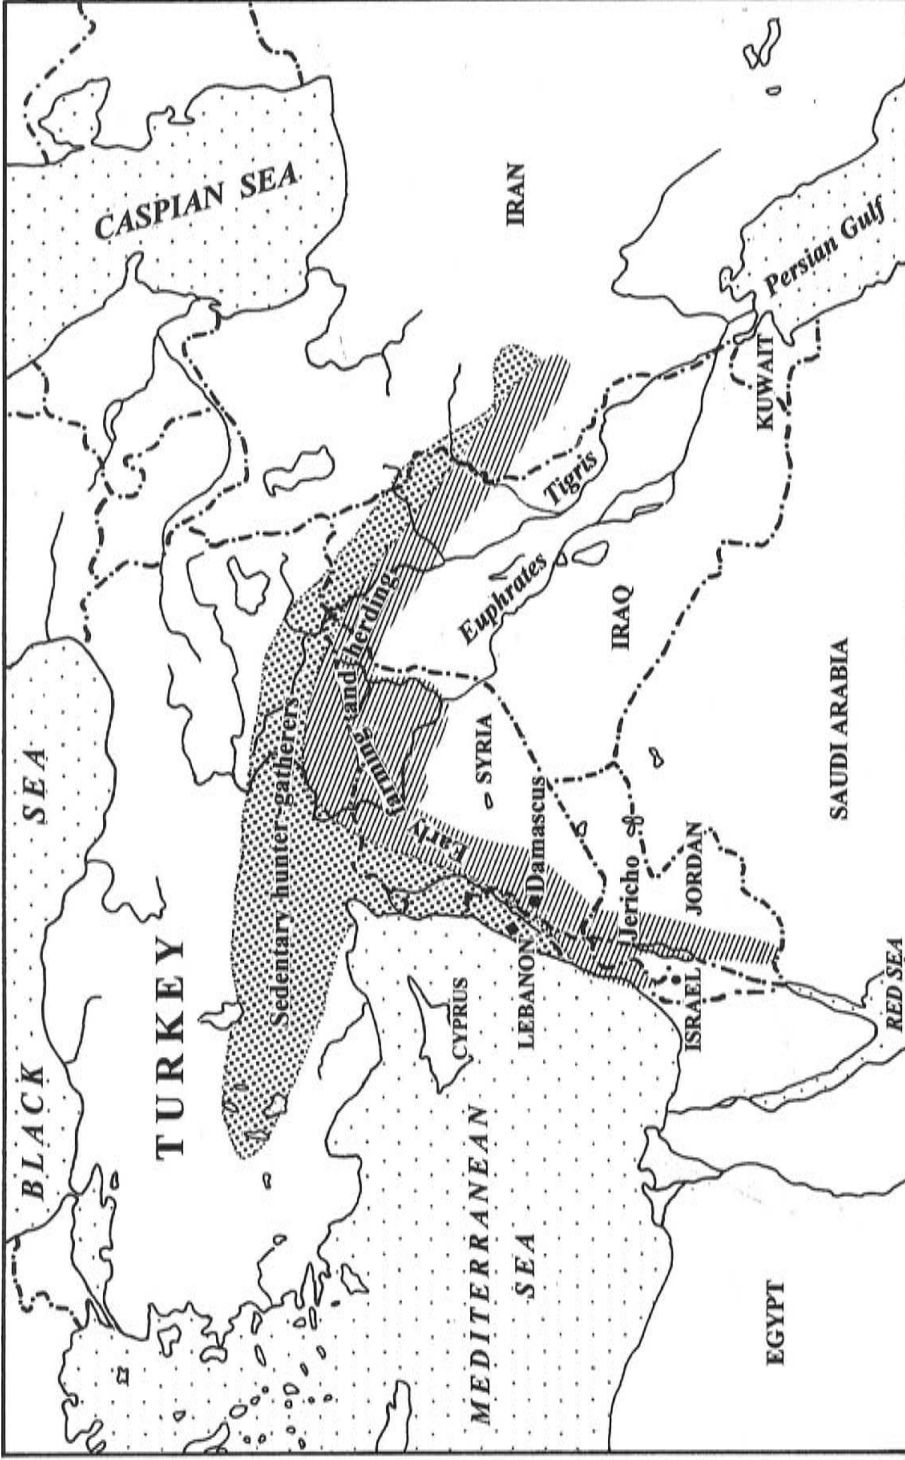 BLACK SEA
CASPIAN SEA
TURKEY
Sedentary hunter-gatherers
Early farming and herding
IRAN
CYPRUS
SYRIA
MEDITERRANEAN
SEA
LEBANON
Damascus
Euphrates
Tigris
IRAQ
Jericho
ISRAEL
JORDAN
KUWAIT
Persian Gulf
EGYPT
SAUDI ARABIA
RED SEA